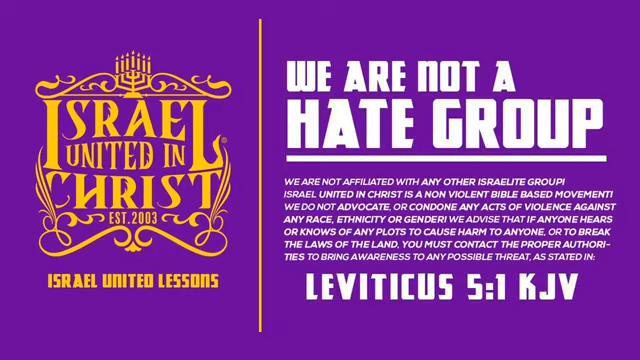 ISRAEL
UNITED IN
CHRIST
EST. 2003
ISRAEL UNITED LESSONS
WE ARE NOT A
HATE GROUP
WE ARE NOT AFFILIATED WITH ANY OTHER ISRAELITE GROUP!
ISRAEL UNITED IN CHRIST IS A NON VIOLENT BIBLE BASED MOVEMENT!
WE DO NOT ADVOCATE, OR CONDONE ANY ACTS OF VIOLENCE AGAINST
ANY RACE, ETHNICITY OR GENDER! WE ADVISE THAT IF ANYONE HEARS
OR KNOWS OF ANY PLOTS TO CAUSE HARM TO ANYONE, OR TO BREAK
THE LAWS OF THE LAND, YOU MUST CONTACT THE PROPER AUTHORI-
TIES TO BRING AWARENESS TO ANY POSSIBLE THREAT, AS STATED IN:
LEVITICUS 5:1 KJV